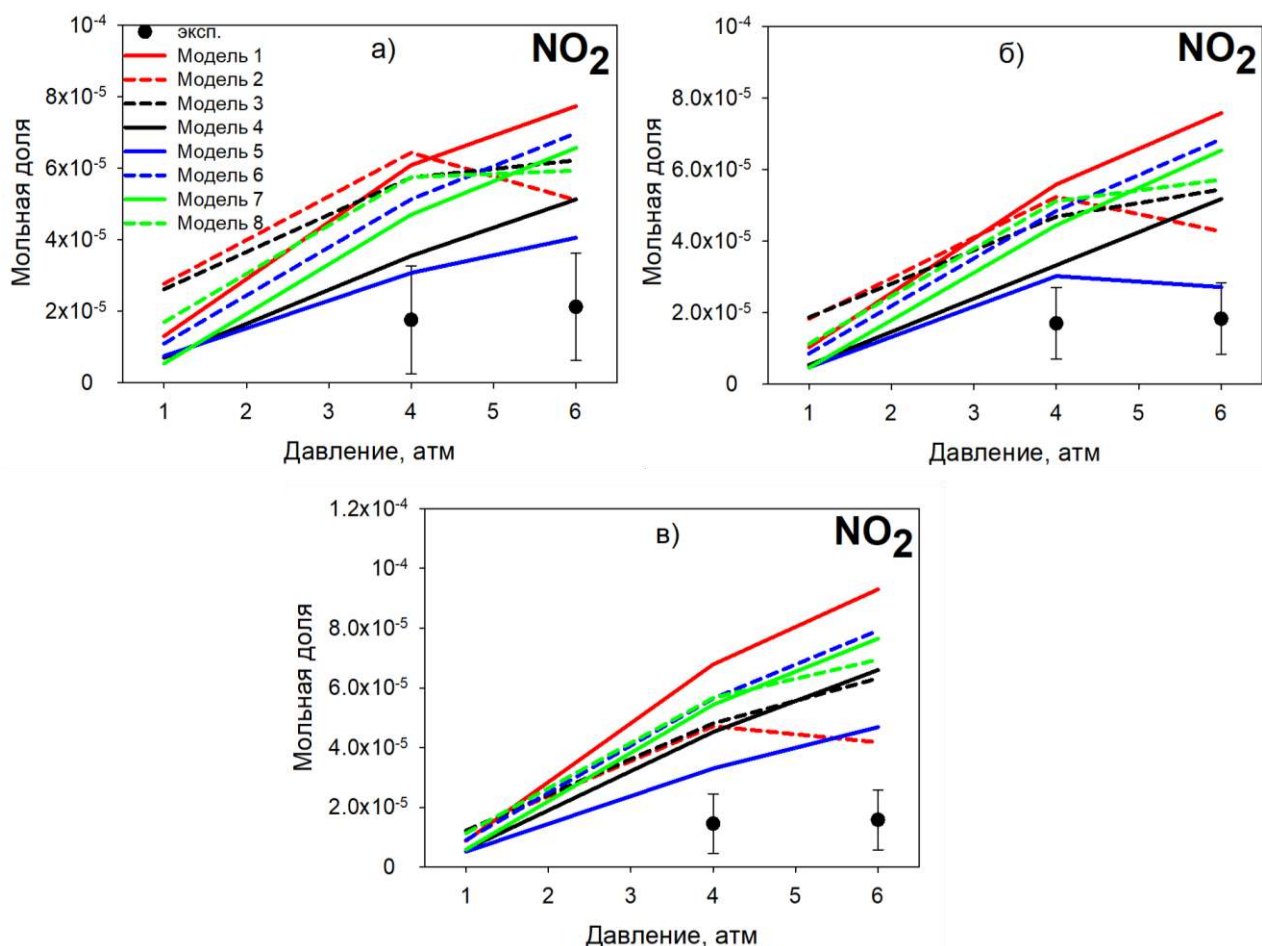 а)
NO2
10-4
8x10-5
6x10-5
4x10-5
2x10-5
0
Мольная доля
эксп.
Модель 1
Модель 2
Модель 3
Модель 4
Модель 5
Модель 6
Модель 7
Модель 8
1 2 3 4 5 6
Давление, атм
б)
NO2
10-4
8.0x10-5
6.0x10-5
4.0x10-5
2.0x10-5
0
Мольная доля
1 2 3 4 5 6
Давление, атм
в)
NO2
1.2x10-4
10-4
8.0x10-5
6.0x10-5
4.0x10-5
2.0x10-5
0
Мольная доля
1 2 3 4 5 6
Давление, атм